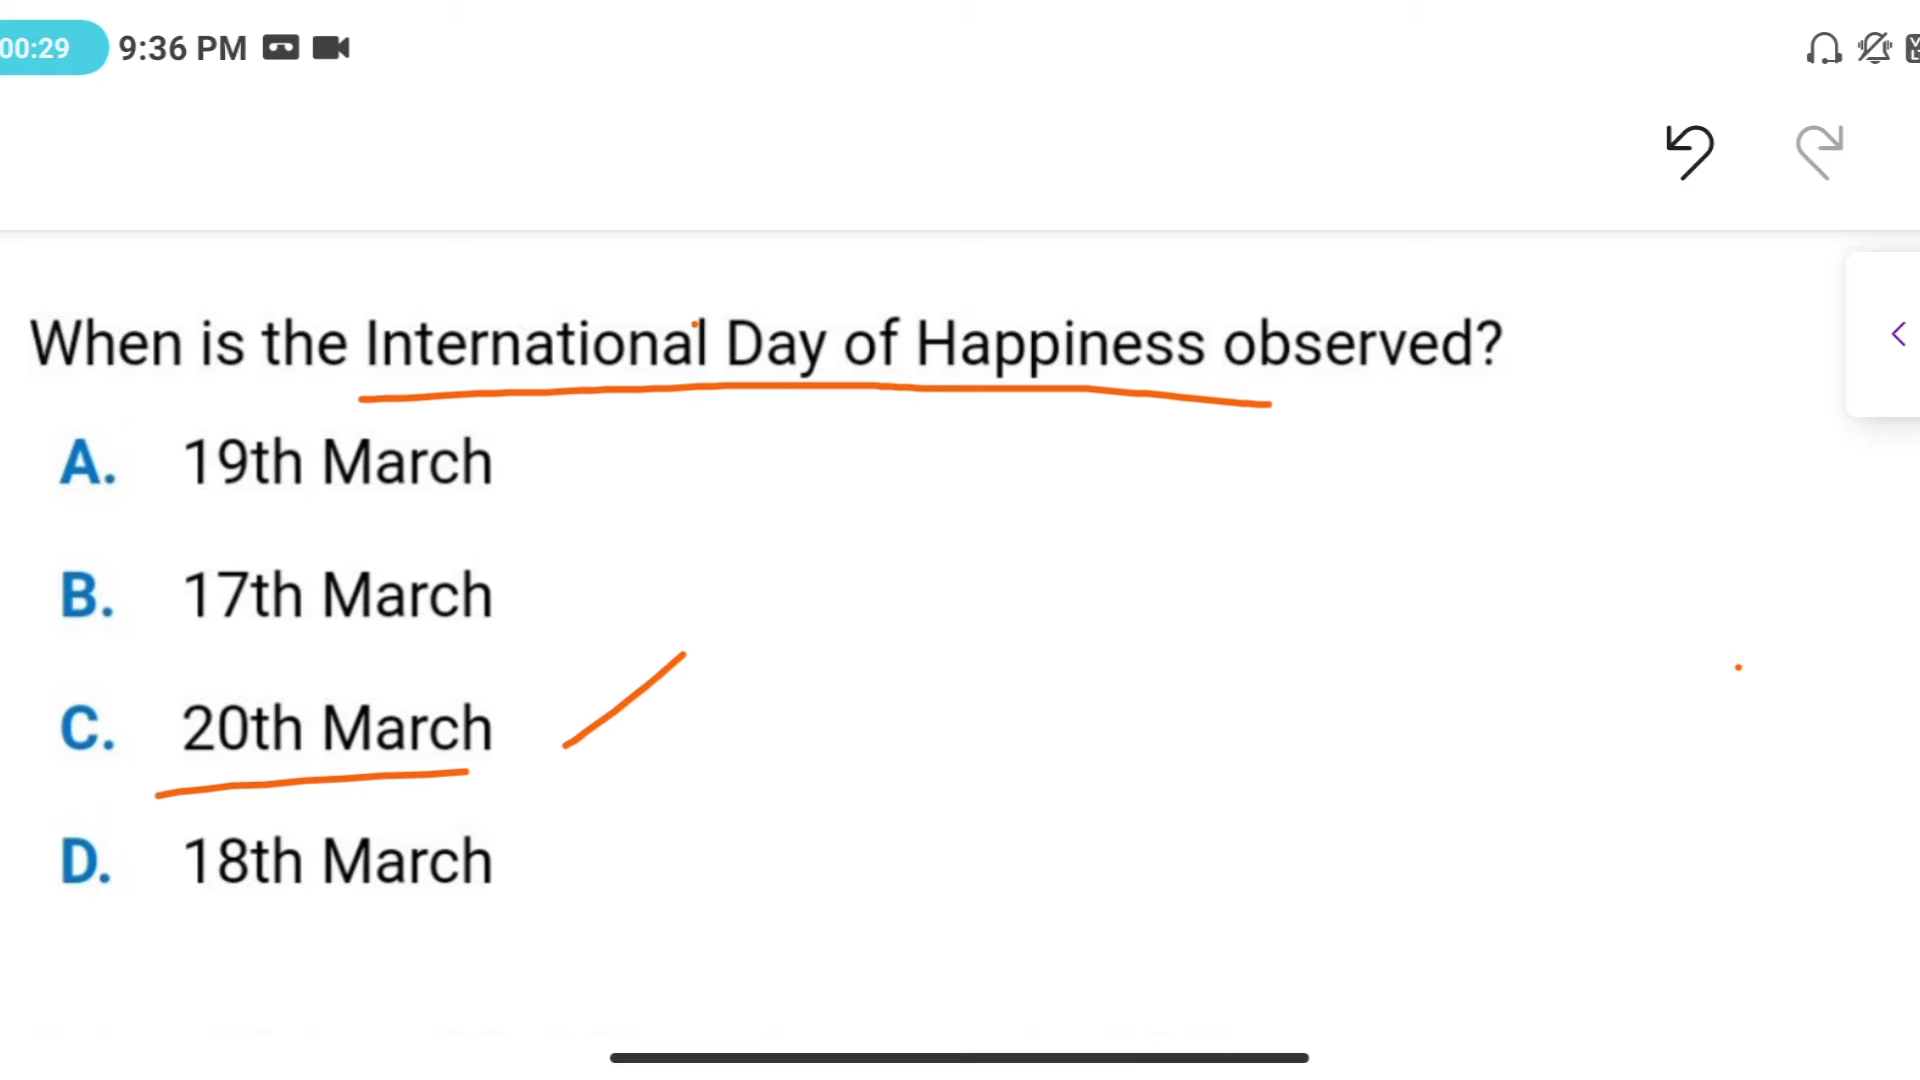 00:29 9:36 PM
When is the International Day of Happiness observed?
A. 19th March
B. 17th March
C. 20th March
D. 18th March